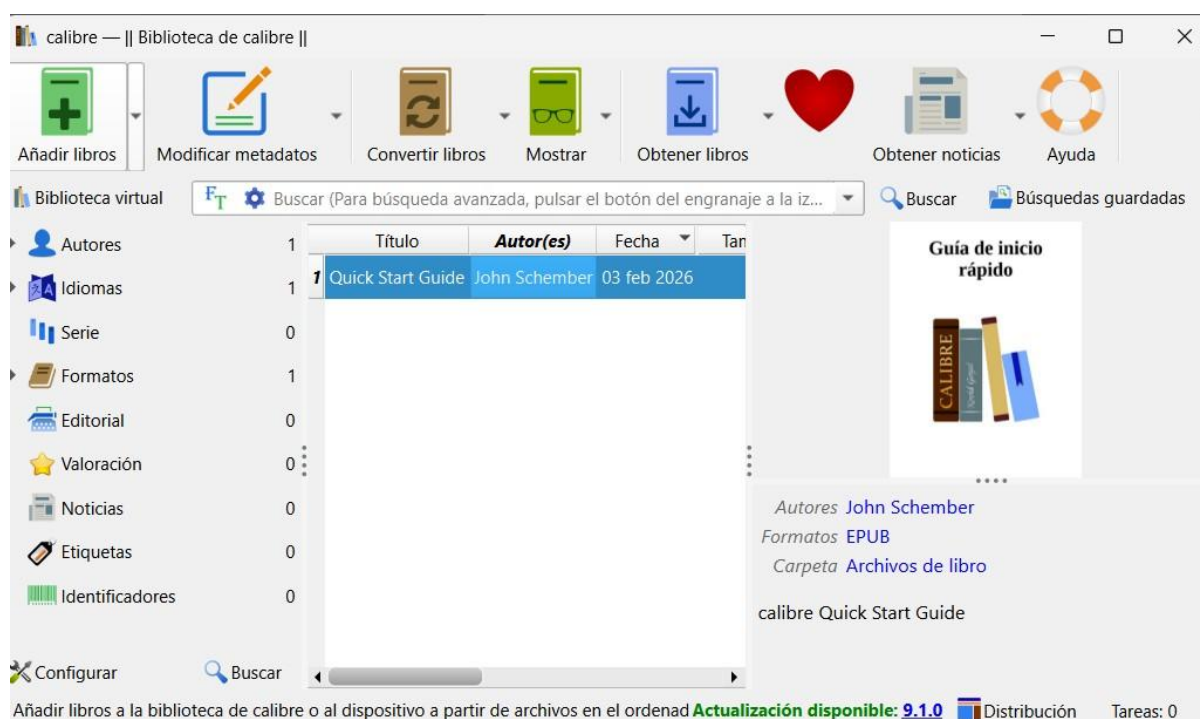 calibre — || Biblioteca de calibre ||
Añadir libros
Modificar metadatos
Convertir libros
Mostrar
Obtener libros
Obtener noticias
Ayuda
Biblioteca virtual
Buscar (Para búsqueda avanzada, pulsar el botón del engranaje a la iz...
Buscar
Búsquedas guardadas
Autores 1
Idiomas 1
Serie 0
Formatos 1
Editorial 0
Valoración 0
Noticias 0
Etiquetas 0
Identificadores 0
Configurar
Buscar
Título Autor(es) Fecha Tan
1 Quick Start Guide John Schember 03 feb 2026
Guía de inicio
rápido
CALIBRE
Autores John Schember
Formatos EPUB
Carpeta Archivos de libro
calibre Quick Start Guide
Añadir libros a la biblioteca de calibre o al dispositivo a partir de archivos en el ordenad Actualización disponible: 9.1.0 Distribución Tareas: 0